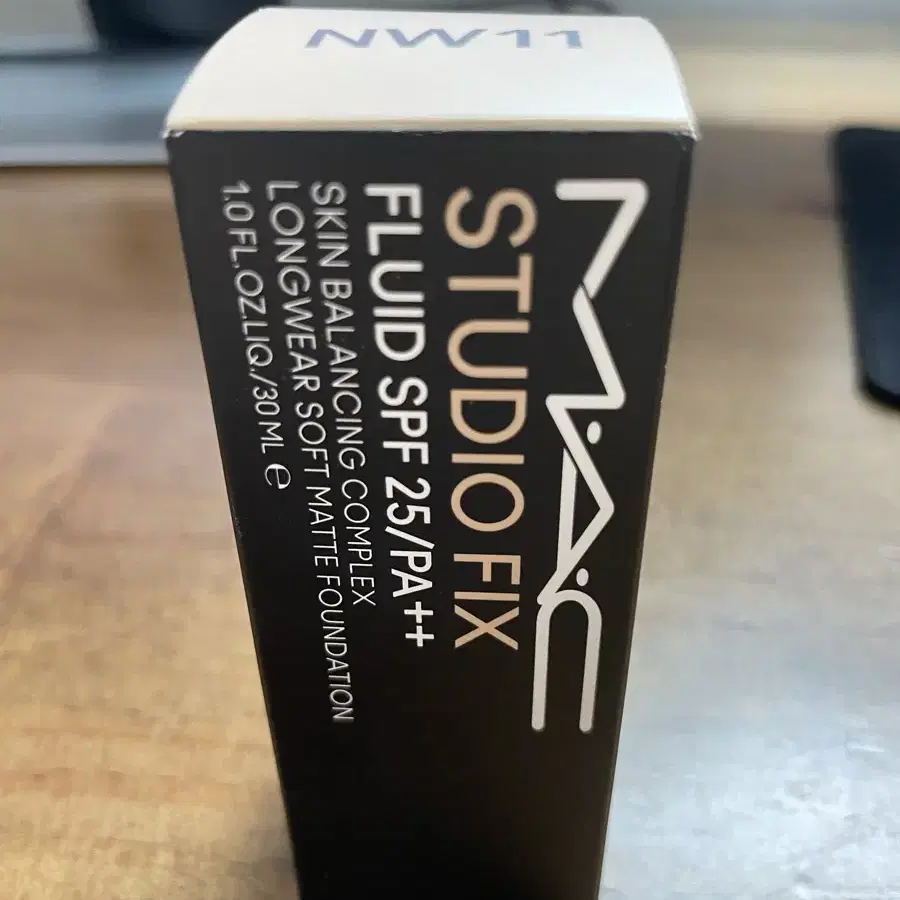 NW11
MAC
STUDIO FIX
FLUID SPF 25/PA++
SKIN BALANCING COMPLEX
LONGWEAR SOFT MATTE FOUNDATION
1.0 FL.OZ.LIQ./30 ML e